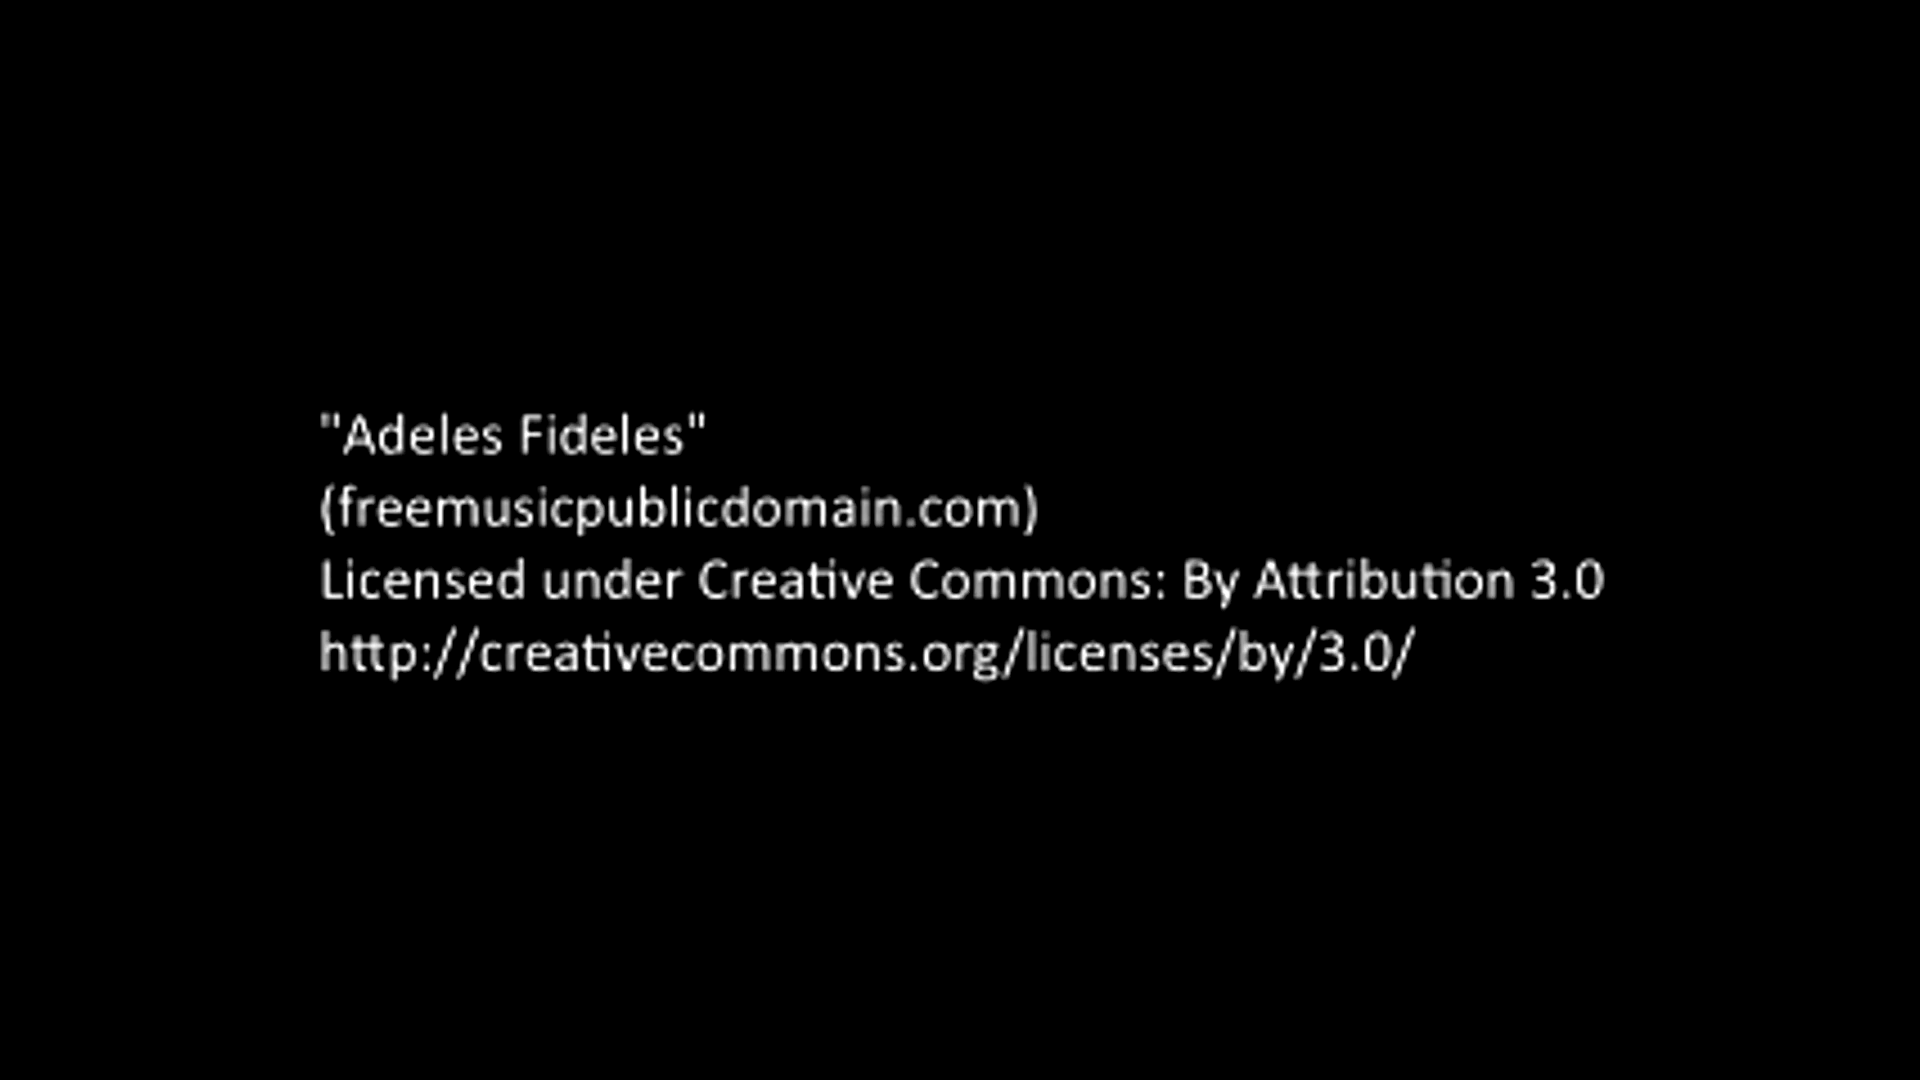 "Adeles Fideles"
(freemusicpublicdomain.com)
Licensed under Creative Commons: By Attribution 3.0
http://creativecommons.org/licenses/by/3.0/